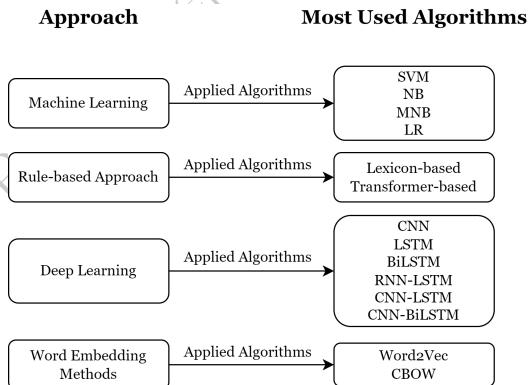 Approach
Most Used Algorithms
Machine Learning
Applied Algorithms
SVM
NB
MNB
LR
Rule-based Approach
Applied Algorithms
Lexicon-based
Transformer-based
Deep Learning
Applied Algorithms
CNN
LSTM
BiLSTM
RNN-LSTM
CNN-LSTM
CNN-BiLSTM
Word Embedding
Methods
Applied Algorithms
Word2Vec
CBOW